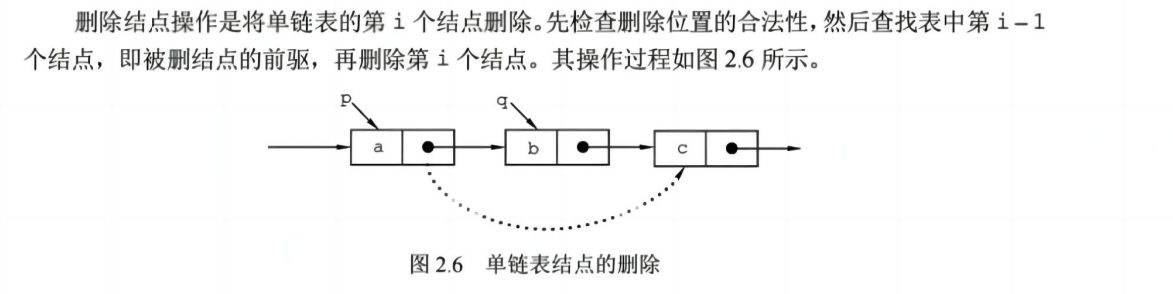 删除结点操作是将单链表的第 i 个结点删除。先检查删除位置的合法性，然后查找表中第 i-1
个结点，即被删结点的前驱，再删除第 i 个结点。其操作过程如图 2.6 所示。
p q
a b c
图 2.6 单链表结点的删除